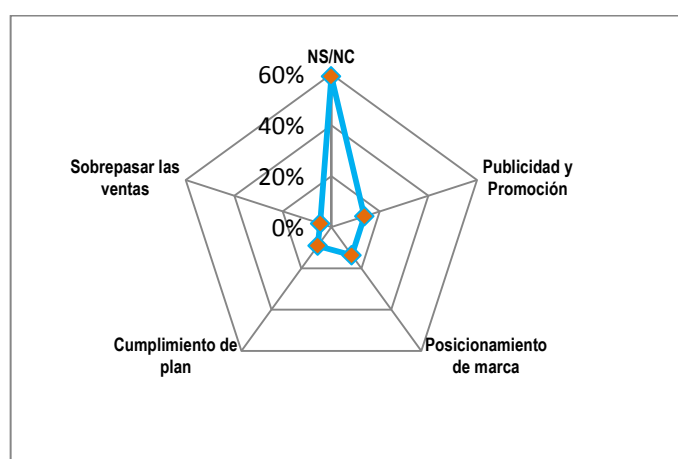 NS/NC
60%
40%
20%
0%
Publicidad y
Promoción
Posicionamiento
de marca
Cumplimiento de
plan
Sobrepasar las
ventas